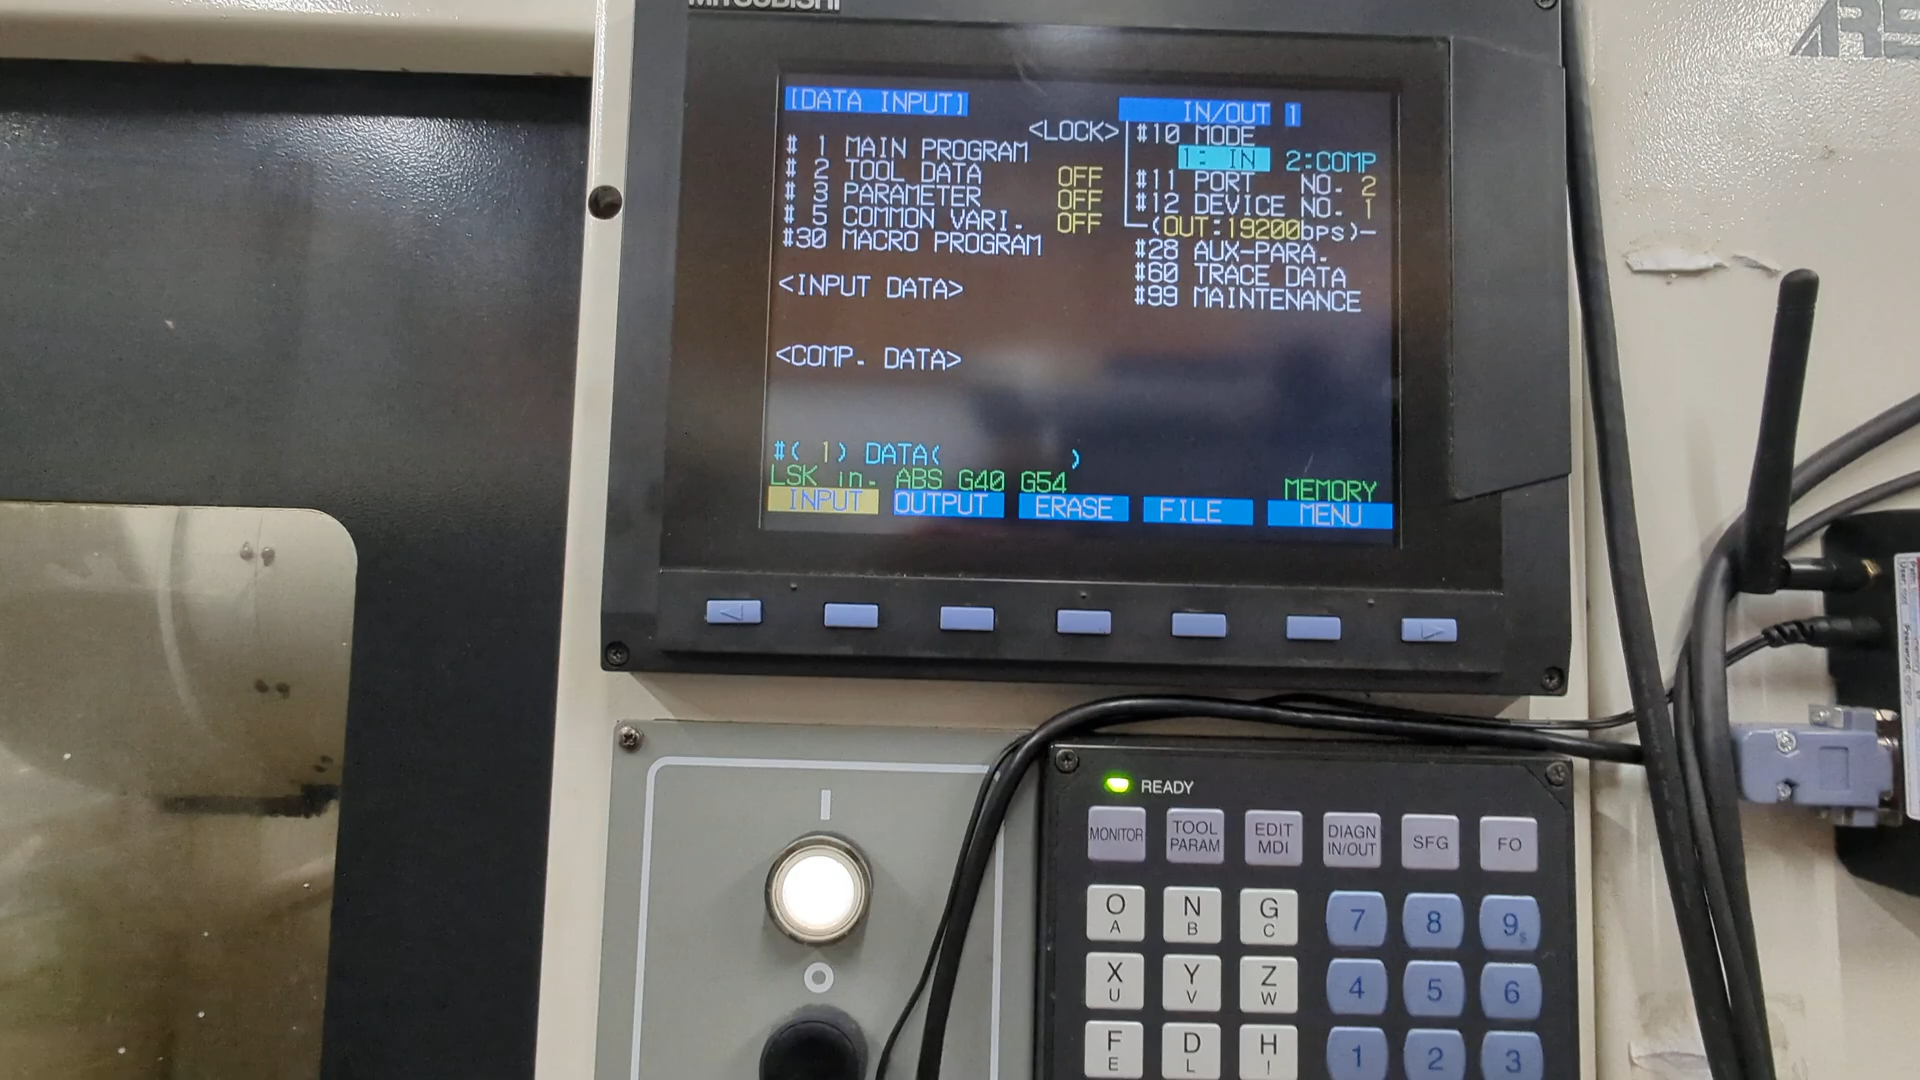 MITSUBISHI
[DATA INPUT]
IN/OUT 1
<LOCK>
# 1 MAIN PROGRAM
# 2 TOOL DATA OFF
# 3 PARAMETER OFF
# 5 COMMON VARI. OFF
#30 MACRO PROGRAM
#10 MODE
1: IN 2:COMP
#11 PORT NO. 2
#12 DEVICE NO. 1
(OUT:19200bps)
#28 AUX-PARA.
#60 TRACE DATA
#99 MAINTENANCE
<INPUT DATA>
<COMP. DATA>
#( 1) DATA( )
LSK in. ABS G40 G54
MEMORY
INPUT OUTPUT ERASE FILE MENU
READY
MONITOR
TOOL PARAM
EDIT MDI
DIAGN IN/OUT
SFG
FO
O A
N B
G C
7
8
9 S
X U
Y V
Z W
4
5
6
F E
D L
H I
1
2
3